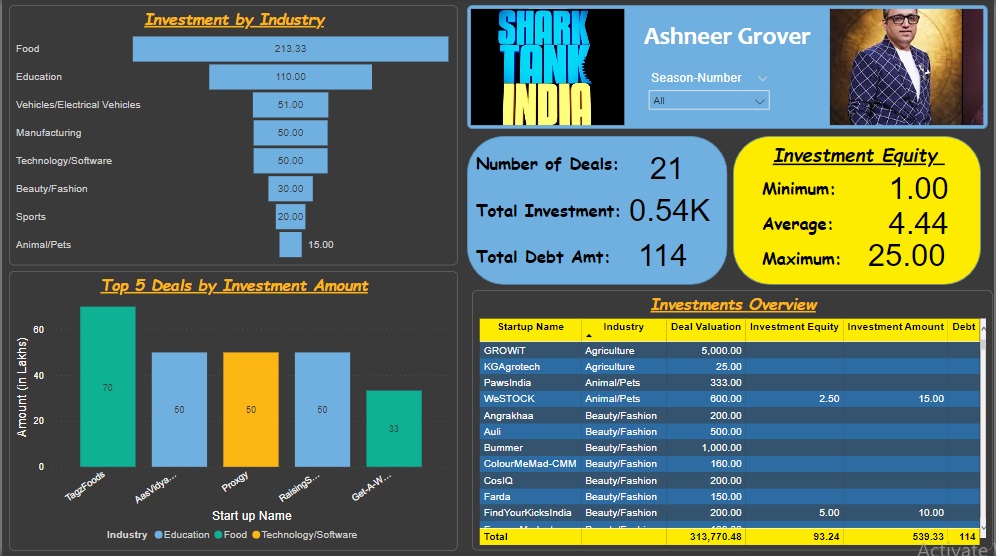 Investment by Industry
Food
213.33
Education
110.00
Vehicles/Electrical Vehicles
51.00
Manufacturing
50.00
Technology/Software
50.00
Beauty/Fashion
30.00
Sports
20.00
Animal/Pets
15.00
SHARK
TANK
INDIA
Ashneer Grover
Season-Number
All
Number of Deals: 21
Total Investment: 0.54K
Total Debt Amt: 114
Investment Equity
Minimum: 1.00
Average: 4.44
Maximum: 25.00
Top 5 Deals by Investment Amount
Amount (in Lakhs)
60
40
20
0
70
50
50
50
33
TagzFoods
AasVidya...
Proxgy
RaisingS...
Get-A-W...
Start up Name
Industry Education Food Technology/Software
Investments Overview
Startup Name Industry Deal Valuation Investment Equity Investment Amount Debt
GROWiT Agriculture 5,000.00
KGAgrotech Agriculture 25.00
PawsIndia Animal/Pets 333.00
WeSTOCK Animal/Pets 600.00 2.50 15.00
Angrakhaa Beauty/Fashion 200.00
Auli Beauty/Fashion 500.00
Bummer Beauty/Fashion 1,000.00
ColourMeMad-CMM Beauty/Fashion 160.00
CosIQ Beauty/Fashion 200.00
Farda Beauty/Fashion 150.00
FindYourKicksIndia Beauty/Fashion 200.00 5.00 10.00
Total 313,770.48 93.24 539.33 114
Activate